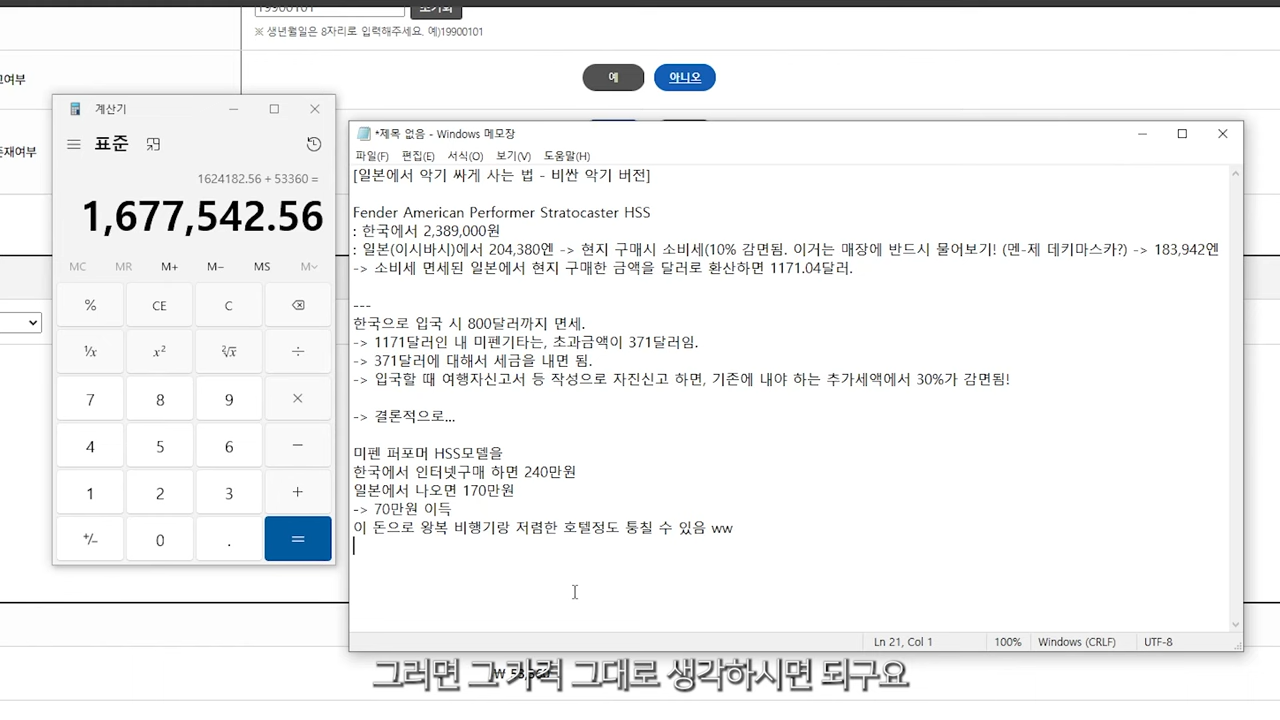 ※ 생년월일은 8자리로 입력해주세요. 예)19900101
예
아니오
계산기
표준
1624182.56 + 53360 =
1,677,542.56
MC MR M+ M− MS M˅
% CE C
¹/x x² ²√x ÷
7 8 9 ×
4 5 6 −
1 2 3 +
+/− 0 . =
*제목 없음 - Windows 메모장
파일(F) 편집(E) 서식(O) 보기(V) 도움말(H)
[일본에서 악기 싸게 사는 법 - 비싼 악기 버전]
Fender American Performer Stratocaster HSS
: 한국에서 2,389,000원
: 일본(이시바시)에서 204,380엔 -> 현지 구매시 소비세(10% 감면됨. 이거는 매장에 반드시 물어보기! (멘-제 데키마스카?) -> 183,942엔
-> 소비세 면세된 일본에서 현지 구매한 금액을 달러로 환산하면 1171.04달러.
---
한국으로 입국 시 800달러까지 면세.
-> 1171달러인 내 미펜기타는, 초과금액이 371달러임.
-> 371달러에 대해서 세금을 내면 됨.
-> 입국할 때 여행자신고서 등 작성으로 자진신고 하면, 기존에 내야 하는 추가세액에서 30%가 감면됨!
-> 결론적으로...
미펜 퍼포머 HSS모델을
한국에서 인터넷구매 하면 240만원
일본에서 나오면 170만원
-> 70만원 이득
이 돈으로 왕복 비행기랑 저렴한 호텔정도 퉁칠 수 있음 ww
Ln 21, Col 1 100% Windows (CRLF) UTF-8
그러면 그 가격 그대로 생각하시면 되구요